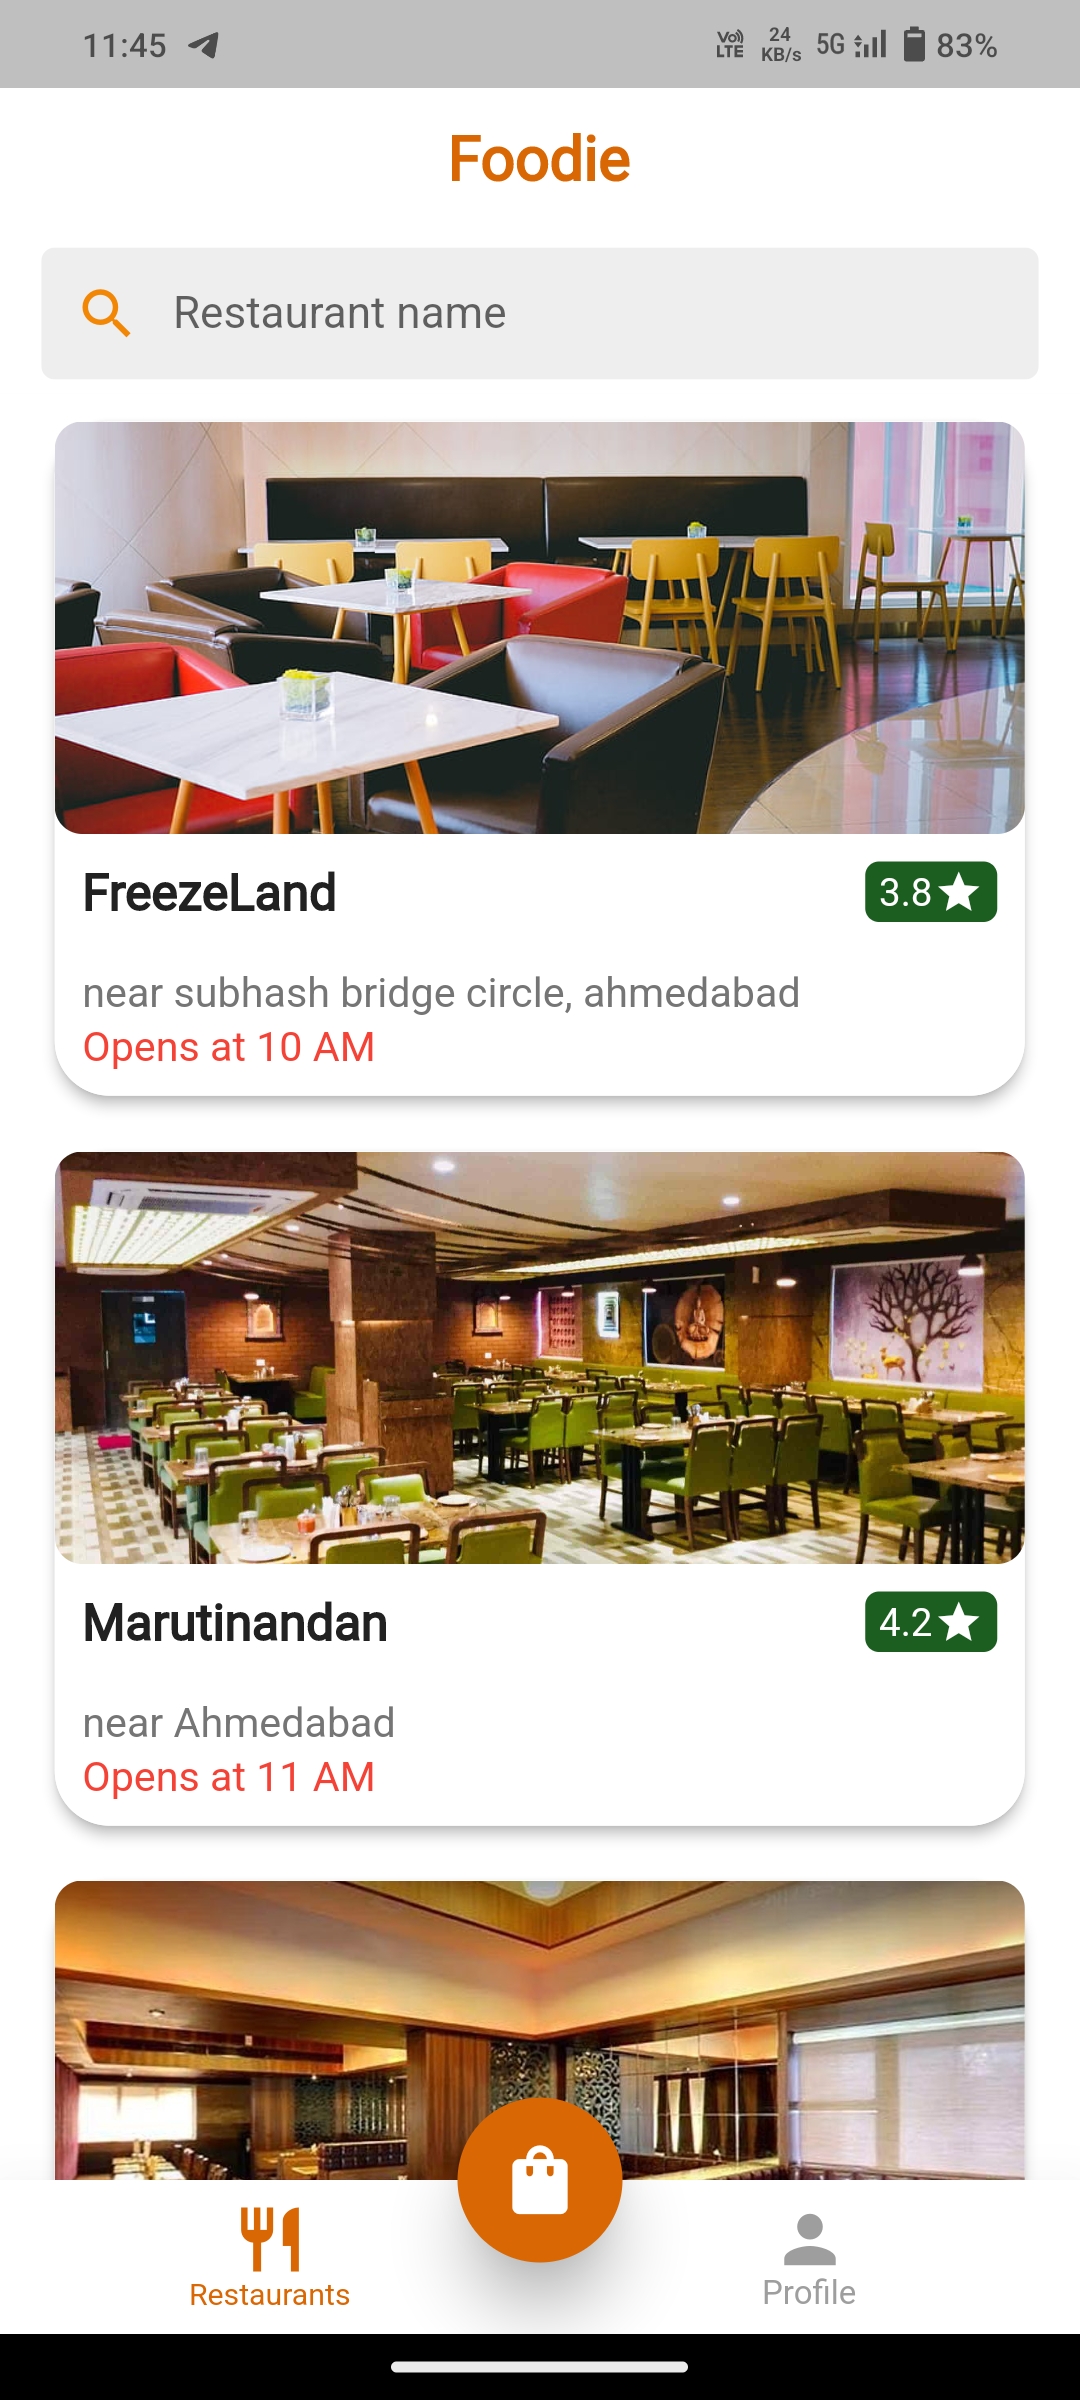 11:45 Vo) LTE 24 KB/s 5G 83%
Foodie
Restaurant name
FreezeLand 3.8
near subhash bridge circle, ahmedabad
Opens at 10 AM
Marutinandan 4.2
near Ahmedabad
Opens at 11 AM
Restaurants Profile